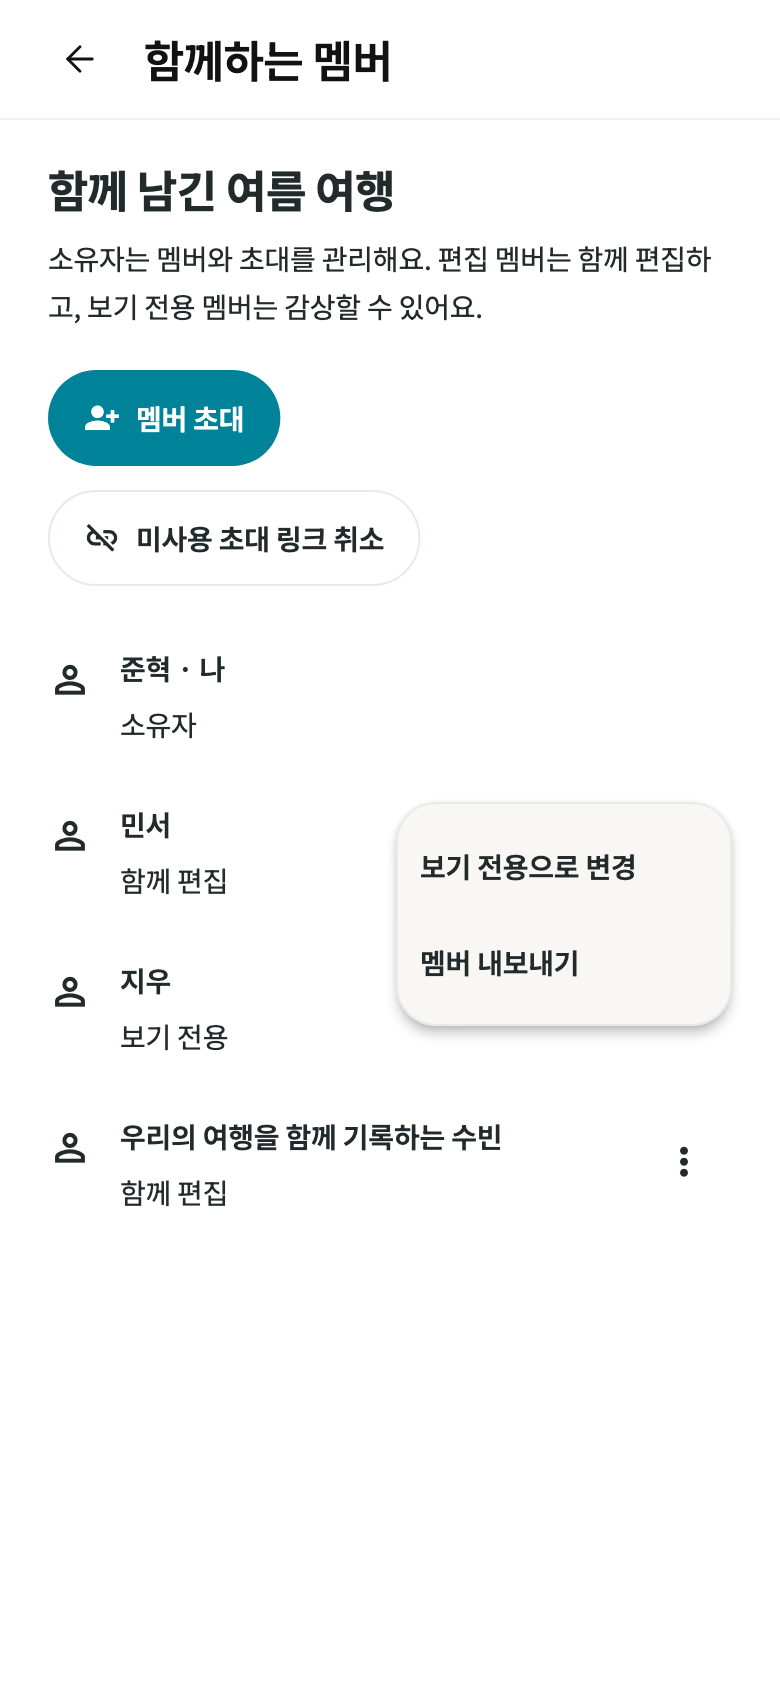 함께하는 멤버
함께 남긴 여름 여행
소유자는 멤버와 초대를 관리해요. 편집 멤버는 함께 편집하
고, 보기 전용 멤버는 감상할 수 있어요.
멤버 초대
미사용 초대 링크 취소
준혁 · 나
소유자
민서
함께 편집
보기 전용으로 변경
멤버 내보내기
지우
보기 전용
우리의 여행을 함께 기록하는 수빈
함께 편집